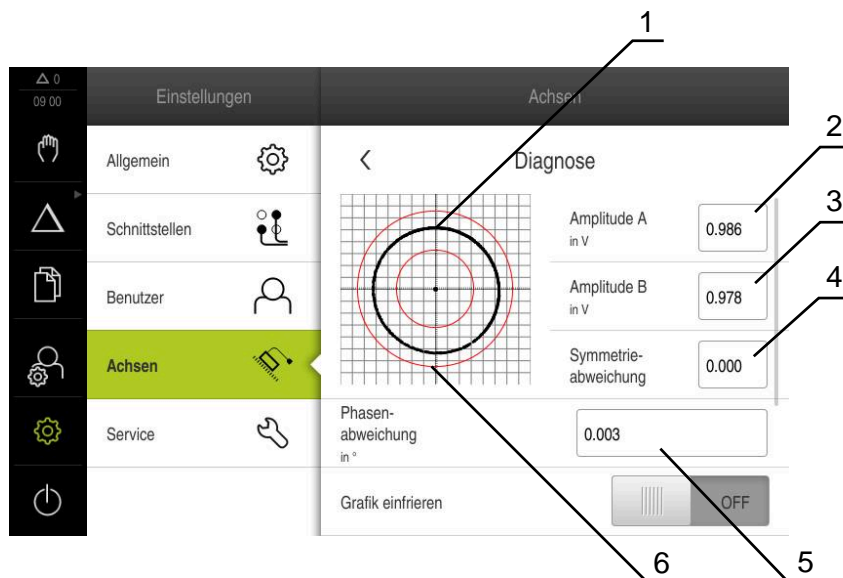 1
0
09 00
Einstellungen
Achsen
Allgemein
Diagnose
2
Schnittstellen
Amplitude A
in V
0.986
3
Benutzer
Amplitude B
in V
0.978
4
Achsen
Symmetrie-
abweichung
0.000
Service
Phasen-
abweichung
in °
0.003
Grafik einfrieren
OFF
6
5